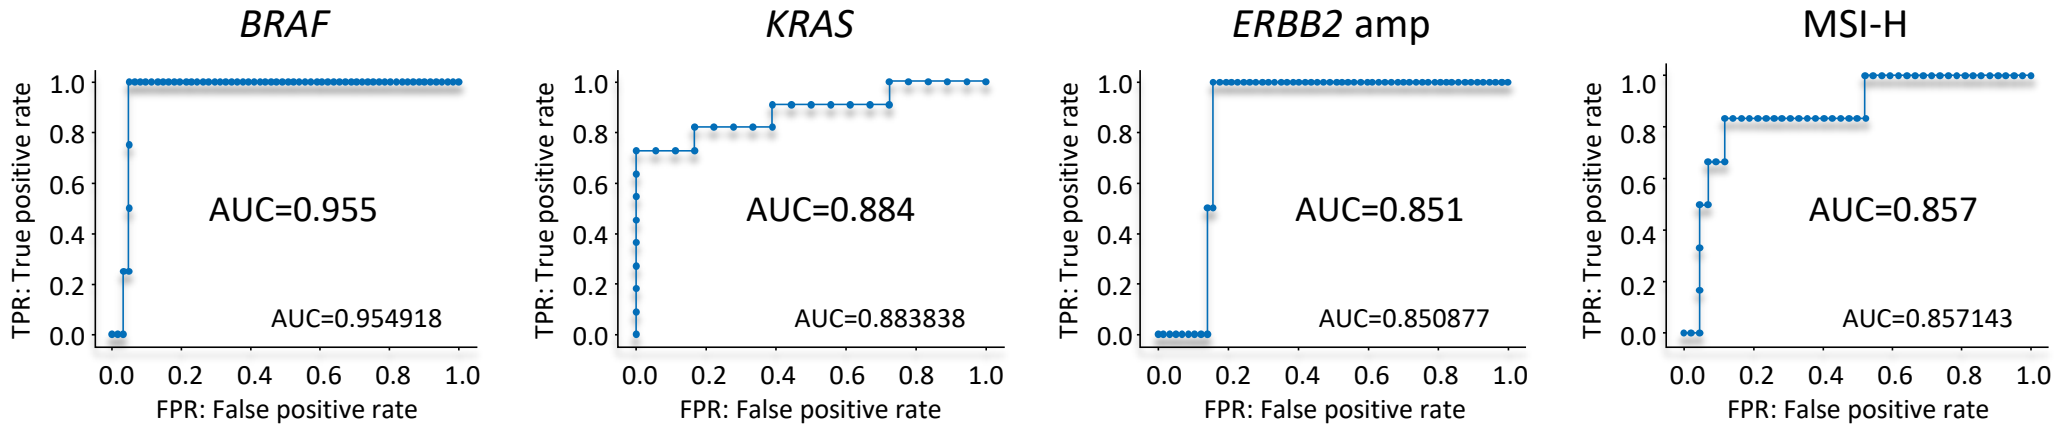 BRAF
TPR: True positive rate
1.0
0.8
0.6
0.4
0.2
0.0
AUC=0.955
AUC=0.954918
0.0 0.2 0.4 0.6 0.8 1.0
FPR: False positive rate
KRAS
TPR: True positive rate
1.0
0.8
0.6
0.4
0.2
0.0
AUC=0.884
AUC=0.883838
0.0 0.2 0.4 0.6 0.8 1.0
FPR: False positive rate
ERBB2 amp
TPR: True positive rate
1.0
0.8
0.6
0.4
0.2
0.0
AUC=0.851
AUC=0.850877
0.0 0.2 0.4 0.6 0.8 1.0
FPR: False positive rate
MSI-H
TPR: True positive rate
1.0
0.8
0.6
0.4
0.2
0.0
AUC=0.857
AUC=0.857143
0.0 0.2 0.4 0.6 0.8 1.0
FPR: False positive rate